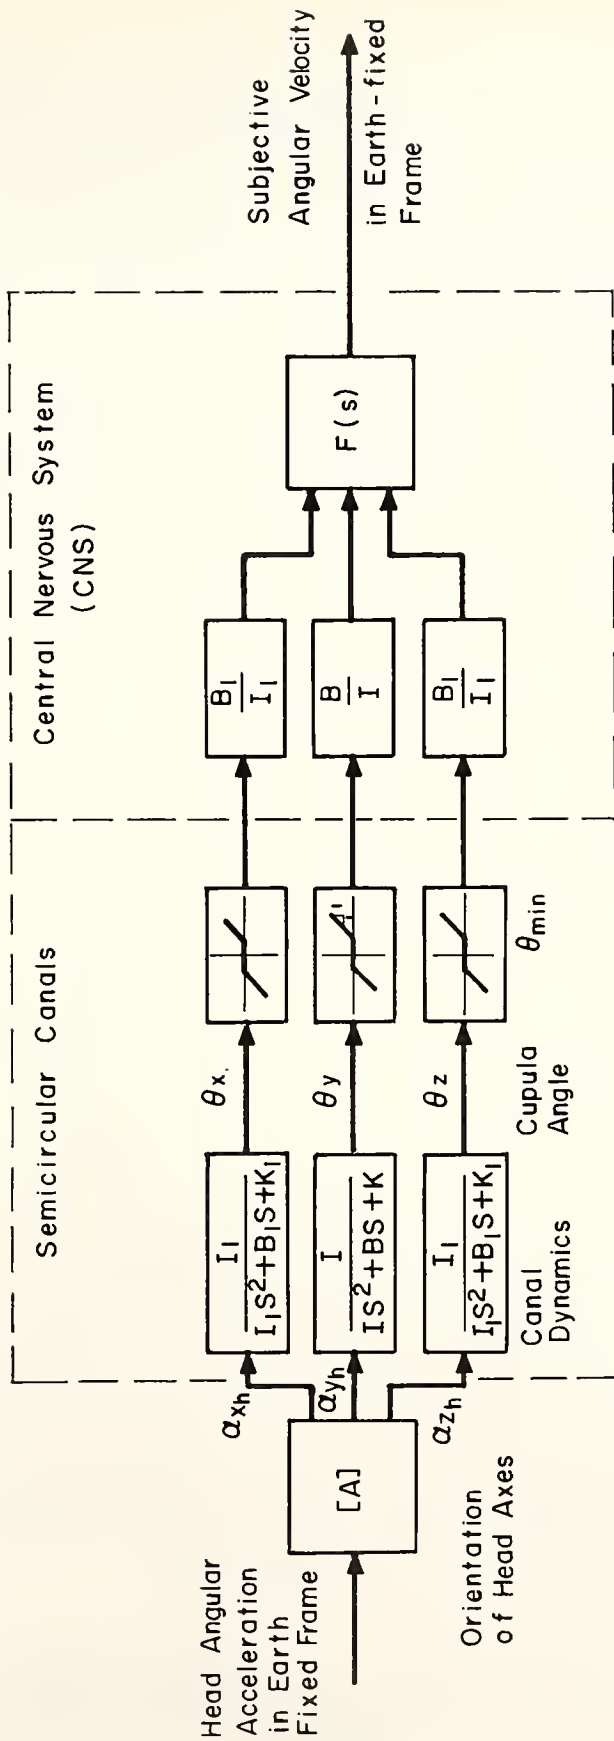 Semicircular Canals
Central Nervous System
(CNS)
Head Angular
Acceleration
in Earth
Fixed Frame
[A]
Orientation
of Head Axes
αxh
αyh
αzh
I1
I1S²+B1S+K1
I
IS²+BS+K
I1
I1S²+B1S+K1
Canal
Dynamics
θx.
θy
θz
Cupula
Angle
1
θmin
B1
I1
B
I
B1
I1
F(s)
Subjective
Angular Velocity
in Earth-fixed
Frame